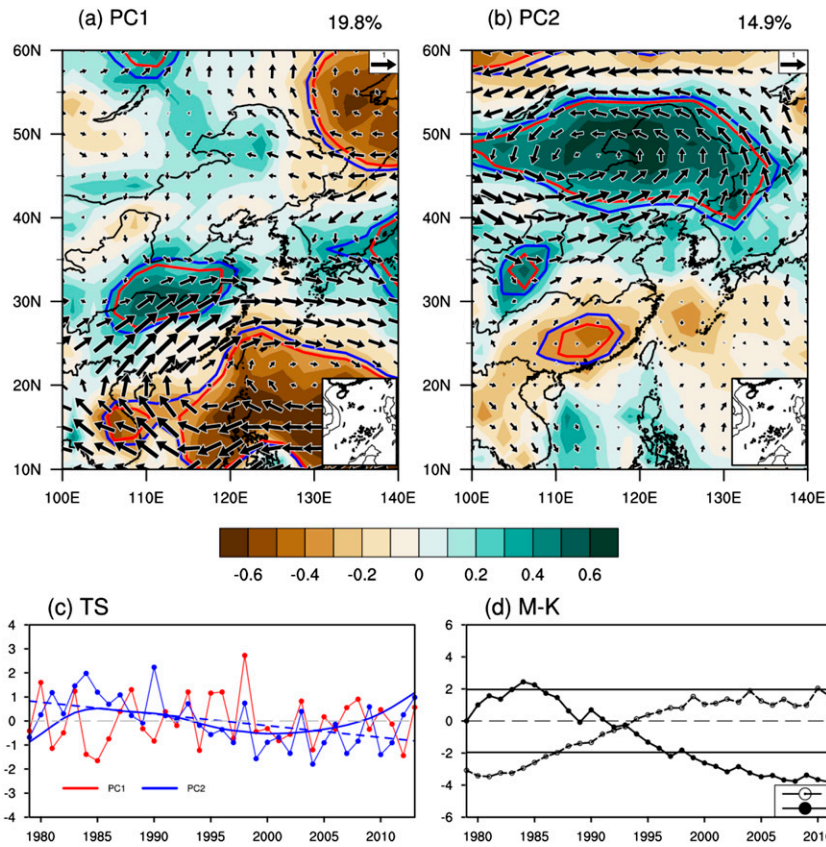 (a) PC1 19.8% (b) PC2 14.9%
60N 60N
1 1
50N 50N
40N 40N
30N 30N
20N 20N
10N 10N
100E 110E 120E 130E 140E 100E 110E 120E 130E 140E
-0.6 -0.4 -0.2 0 0.2 0.4 0.6
(c) TS (d) M-K
4 6
3 4
2 2
1 0
0 -2
-1 -4
-2 -6
-3
-4
PC1 PC2
1980 1985 1990 1995 2000 2005 2010 1980 1985 1990 1995 2000 2005 2010